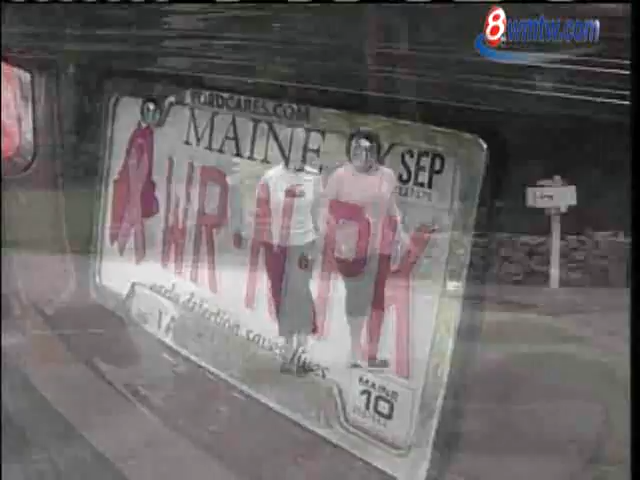 8 wmtw.com
FORDCARES.COM
MAINE
SEP
WR·N·PK
early detection saves lives
MAINE
10